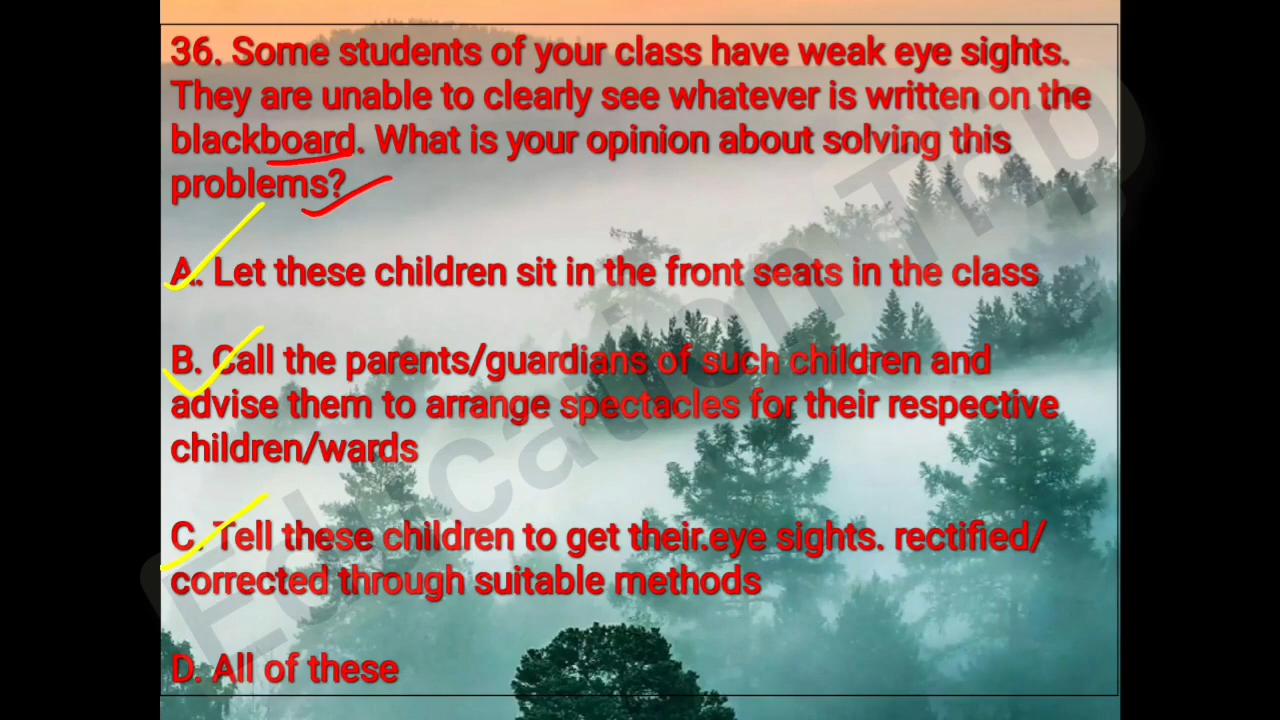 36. Some students of your class have weak eye sights.
They are unable to clearly see whatever is written on the
blackboard. What is your opinion about solving this
problems?
A. Let these children sit in the front seats in the class
B. Call the parents/guardians of such children and
advise them to arrange spectacles for their respective
children/wards
C. Tell these children to get their.eye sights. rectified/
corrected through suitable methods
D. All of these
Education Trip